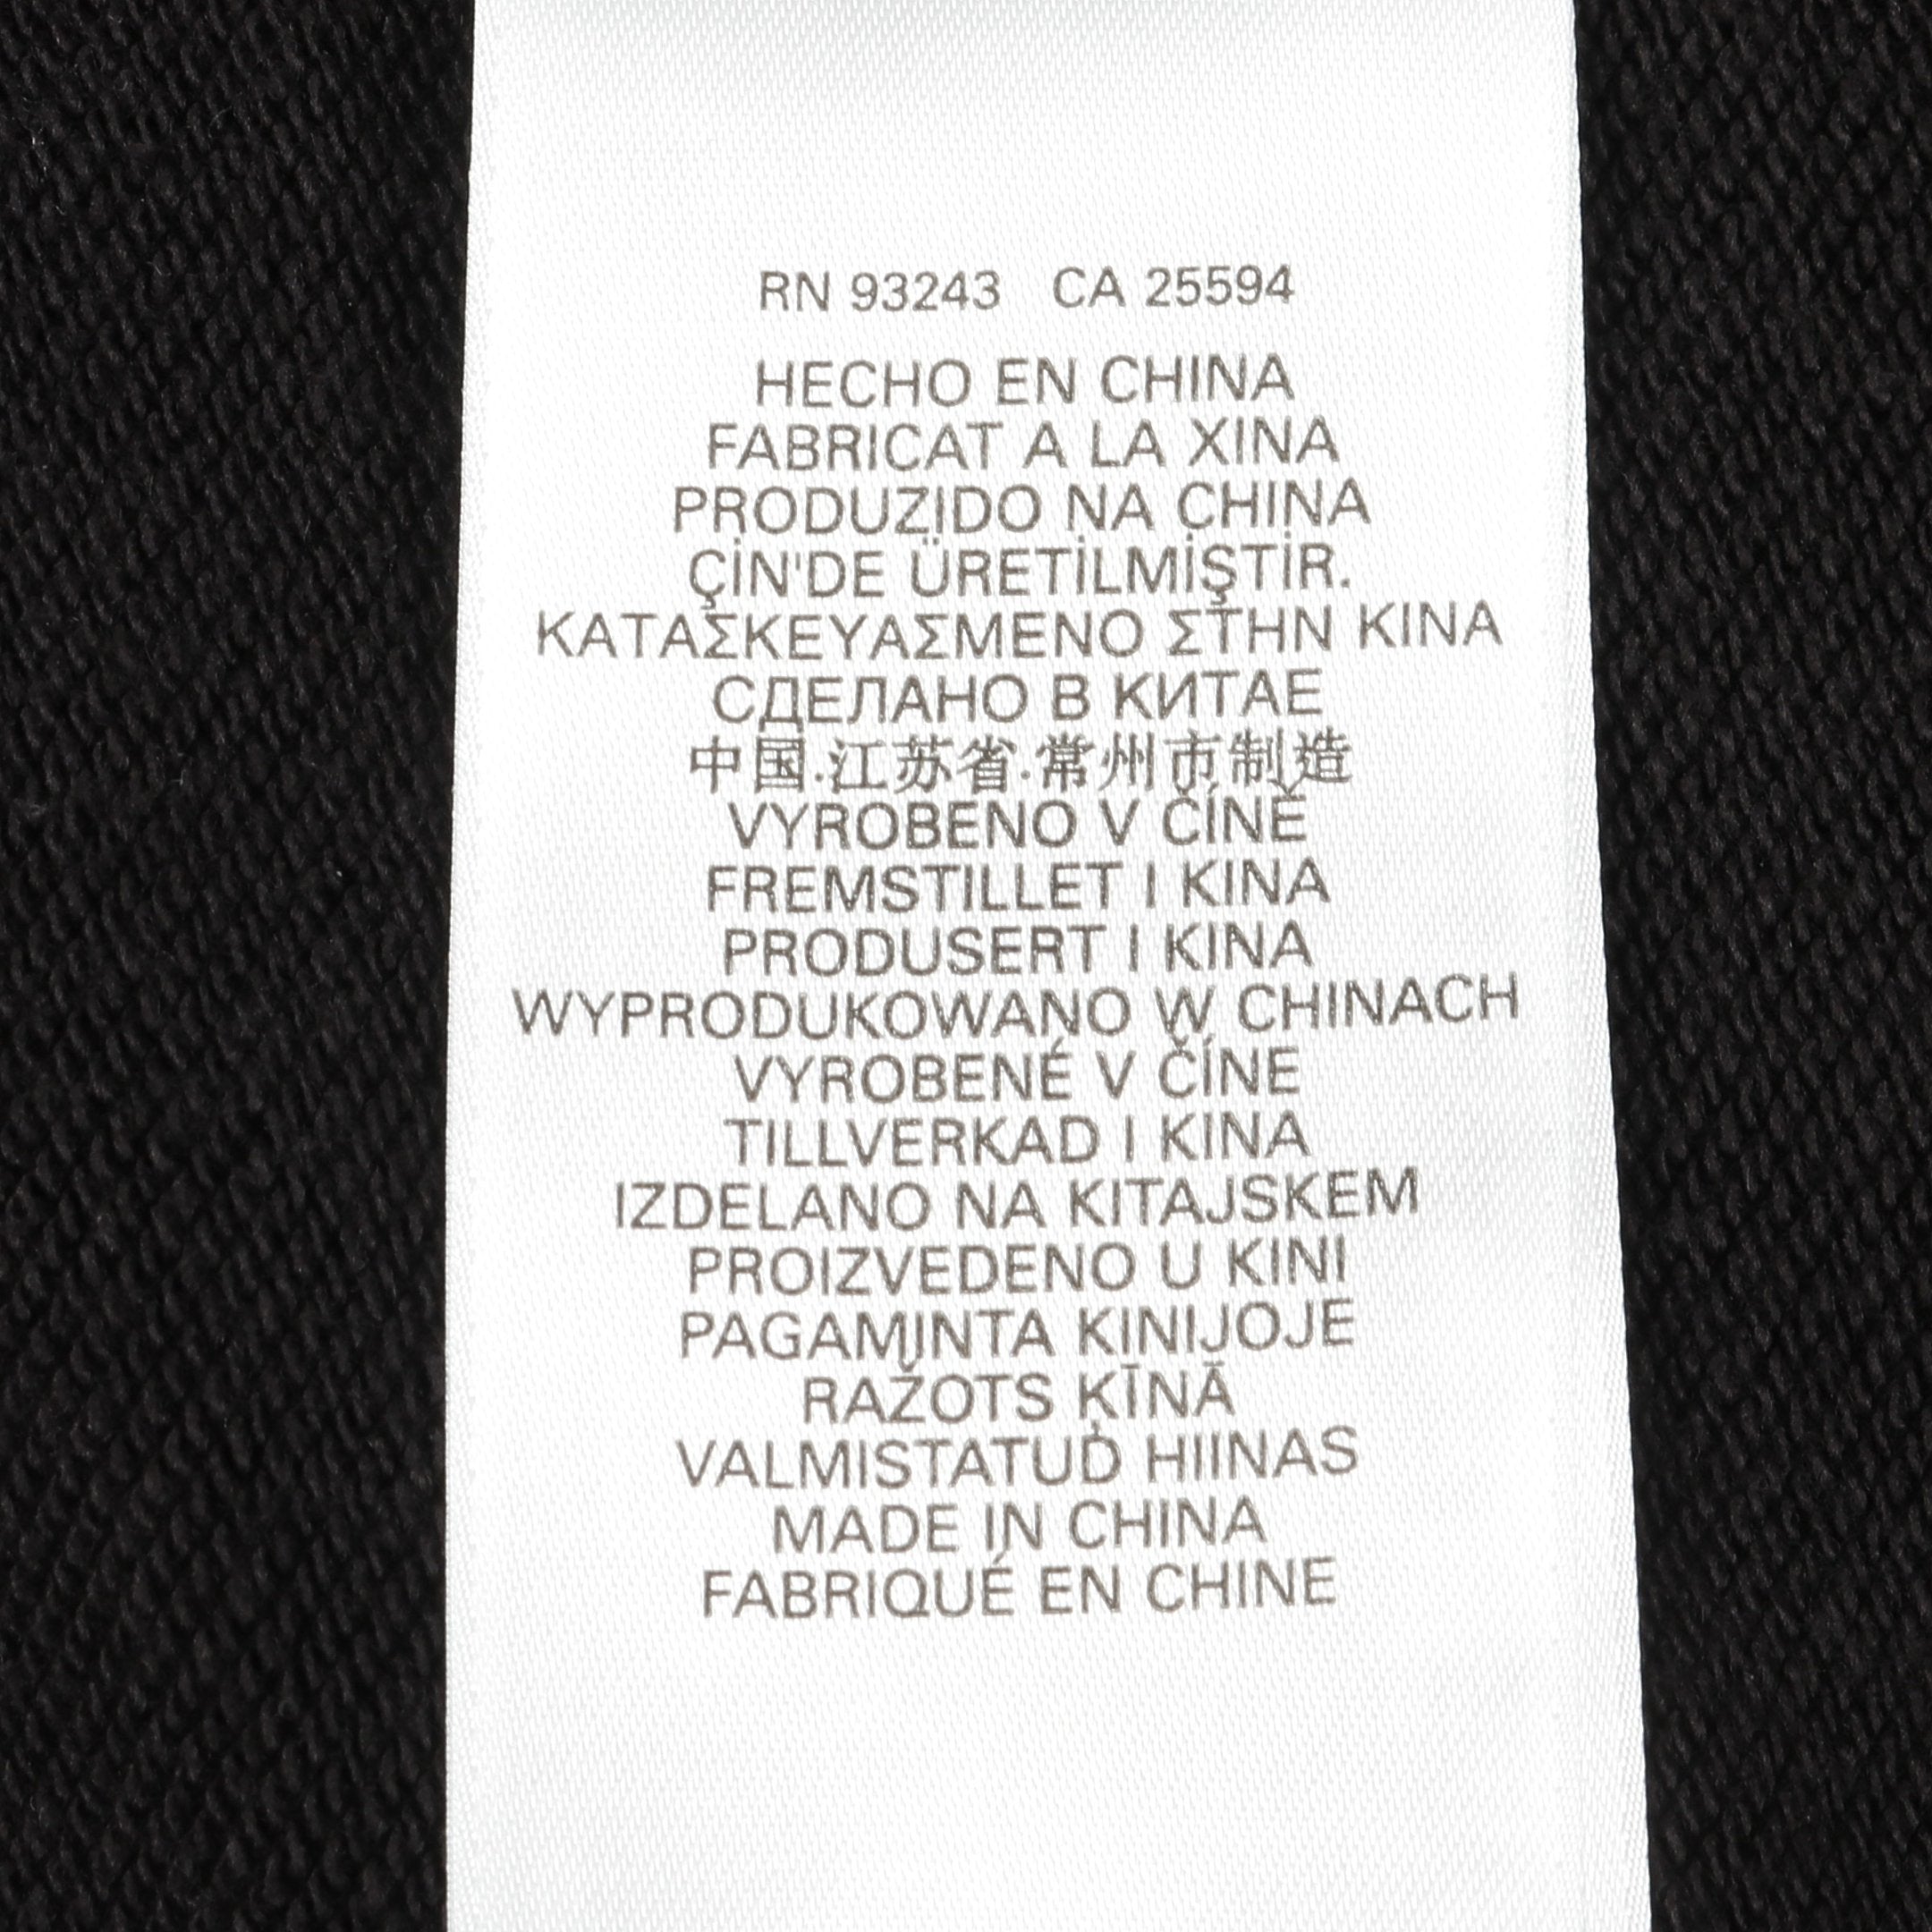 RN 93243 CA 25594
HECHO EN CHINA
FABRICAT A LA XINA
PRODUZIDO NA CHINA
ÇİN'DE ÜRETİLMİŞTİR.
ΚΑΤΑΣΚΕΥΑΣΜΕΝΟ ΣΤΗΝ ΚΙΝΑ
СДЕЛАНО В КИТАЕ
中国.江苏省.常州市制造
VYROBENO V ČÍNĚ
FREMSTILLET I KINA
PRODUSERT I KINA
WYPRODUKOWANO W CHINACH
VYROBENÉ V ČÍNE
TILLVERKAD I KINA
IZDELANO NA KITAJSKEM
PROIZVEDENO U KINI
PAGAMINTA KINIJOJE
RAŽOTS ĶĪNĀ
VALMISTATUD HIINAS
MADE IN CHINA
FABRIQUÉ EN CHINE